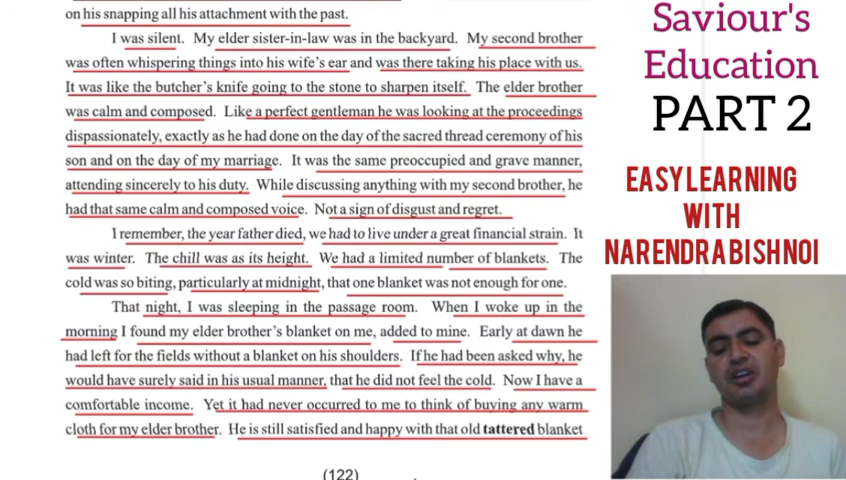 on his snapping all his attachment with the past.
I was silent. My elder sister-in-law was in the backyard. My second brother
was often whispering things into his wife's ear and was there taking his place with us.
It was like the butcher's knife going to the stone to sharpen itself. The elder brother
was calm and composed. Like a perfect gentleman he was looking at the proceedings
dispassionately, exactly as he had done on the day of the sacred thread ceremony of his
son and on the day of my marriage. It was the same preoccupied and grave manner,
attending sincerely to his duty. While discussing anything with my second brother, he
had that same calm and composed voice. Not a sign of disgust and regret.
I remember, the year father died, we had to live under a great financial strain. It
was winter. The chill was as its height. We had a limited number of blankets. The
cold was so biting, particularly at midnight, that one blanket was not enough for one.
That night, I was sleeping in the passage room. When I woke up in the
morning I found my elder brother's blanket on me, added to mine. Early at dawn he
had left for the fields without a blanket on his shoulders. If he had been asked why, he
would have surely said in his usual manner, that he did not feel the cold. Now I have a
comfortable income. Yet it had never occurred to me to think of buying any warm
cloth for my elder brother. He is still satisfied and happy with that old tattered blanket
(122)
Saviour's
Education
PART 2
EASY LEARNING
WITH
NARENDRA BISHNOI